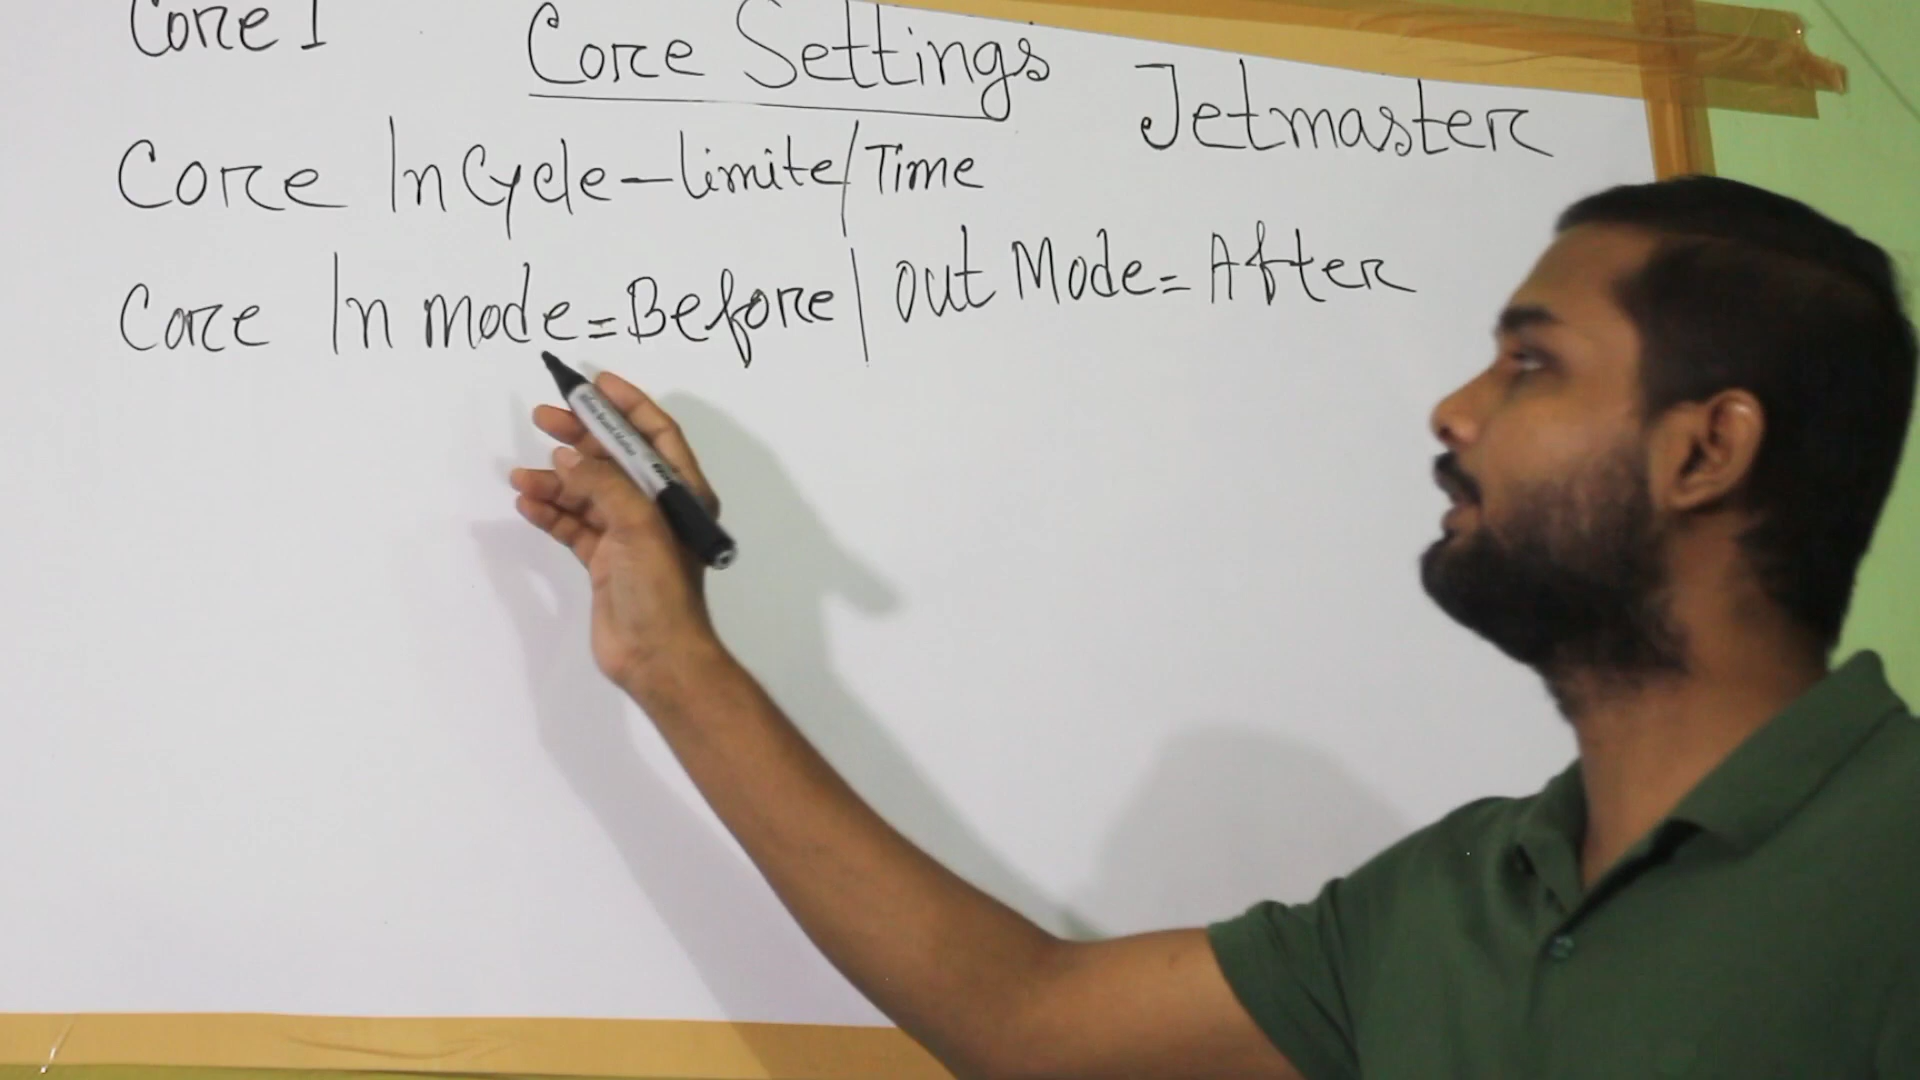 Core 1
Core Settings
Jetmaster
Core In Cycle-limite/Time
Core In mode=Before | out Mode=After